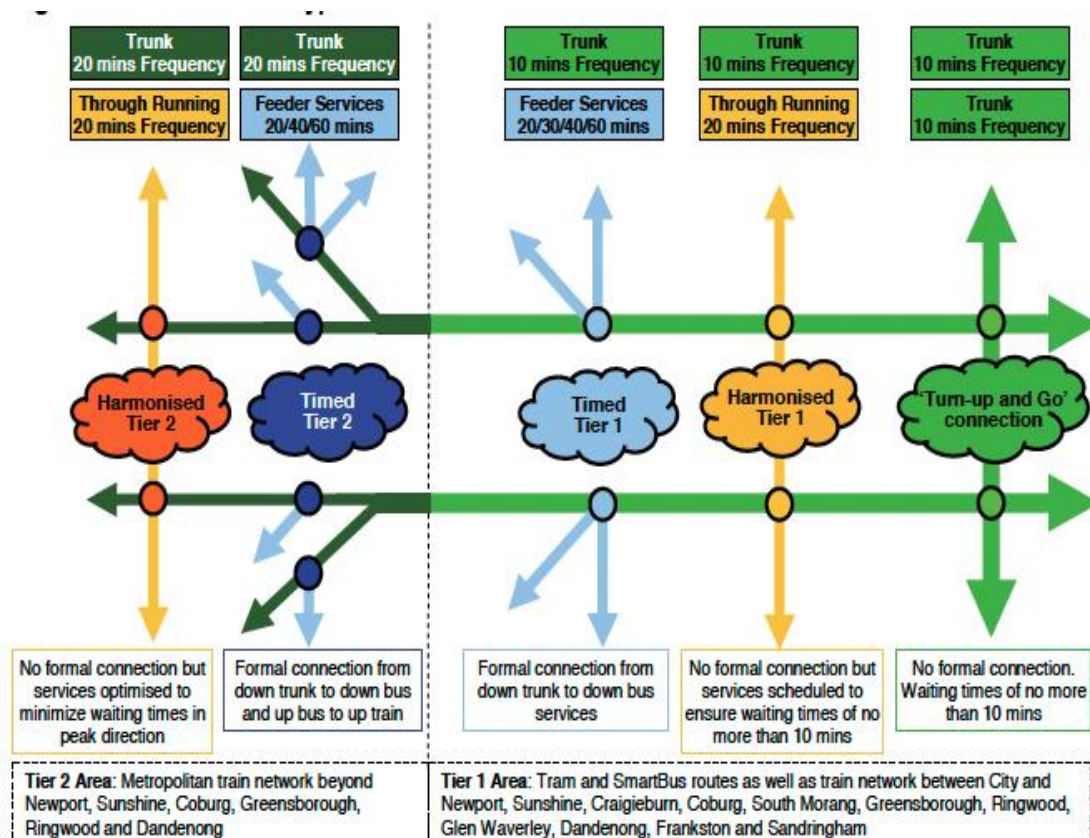 Trunk
20 mins Frequency
Trunk
20 mins Frequency
Trunk
10 mins Frequency
Trunk
10 mins Frequency
Trunk
10 mins Frequency
Through Running
20 mins Frequency
Feeder Services
20/40/60 mins
Feeder Services
20/30/40/60 mins
Through Running
20 mins Frequency
Trunk
10 mins Frequency
Harmonised
Tier 2
Timed
Tier 2
Timed
Tier 1
Harmonised
Tier 1
'Turn-up and Go'
connection
No formal connection but
services optimised to
minimize waiting times in
peak direction
Formal connection from
down trunk to down bus
and up bus to up train
Formal connection from
down trunk to down bus
services
No formal connection but
services scheduled to
ensure waiting times of no
more than 10 mins
No formal connection.
Waiting times of no more
than 10 mins
Tier 2 Area: Metropolitan train network beyond
Newport, Sunshine, Coburg, Greensborough,
Ringwood and Dandenong
Tier 1 Area: Tram and SmartBus routes as well as train network between City and
Newport, Sunshine, Craigieburn, Coburg, South Morang, Greensborough, Ringwood,
Glen Waverley, Dandenong, Frankston and Sandringham